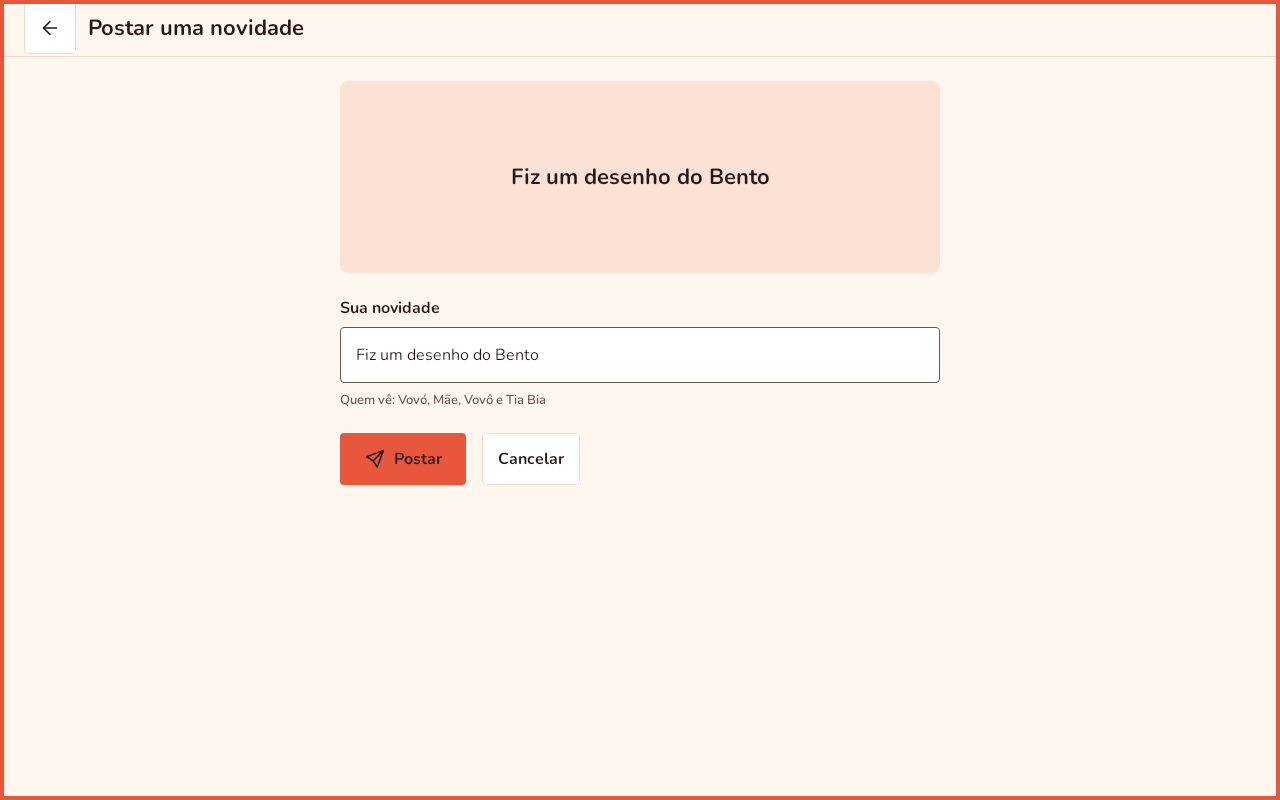 Postar uma novidade
Fiz um desenho do Bento
Sua novidade
Fiz um desenho do Bento
Quem vê: Vovó, Mãe, Vovô e Tia Bia
Postar
Cancelar